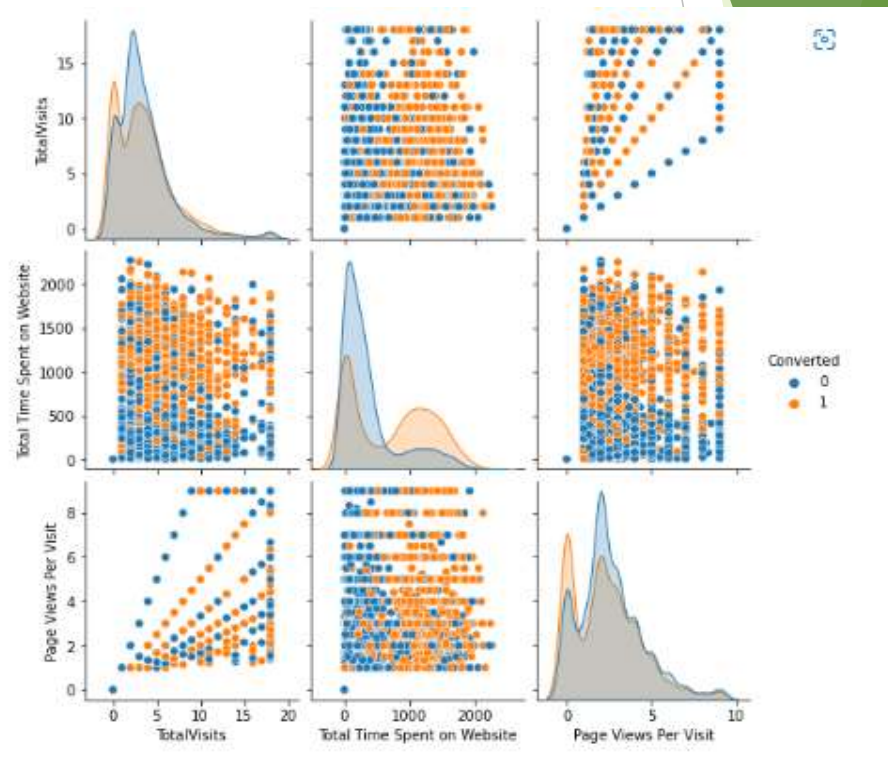 TotalVisits
15
10
5
0
Total Time Spent on Website
2000
1500
1000
500
0
Converted
0
1
Page Views Per Visit
8
6
4
2
0
0 5 10 15 20
0 1000 2000
0 5 10
TotalVisits
Total Time Spent on Website
Page Views Per Visit